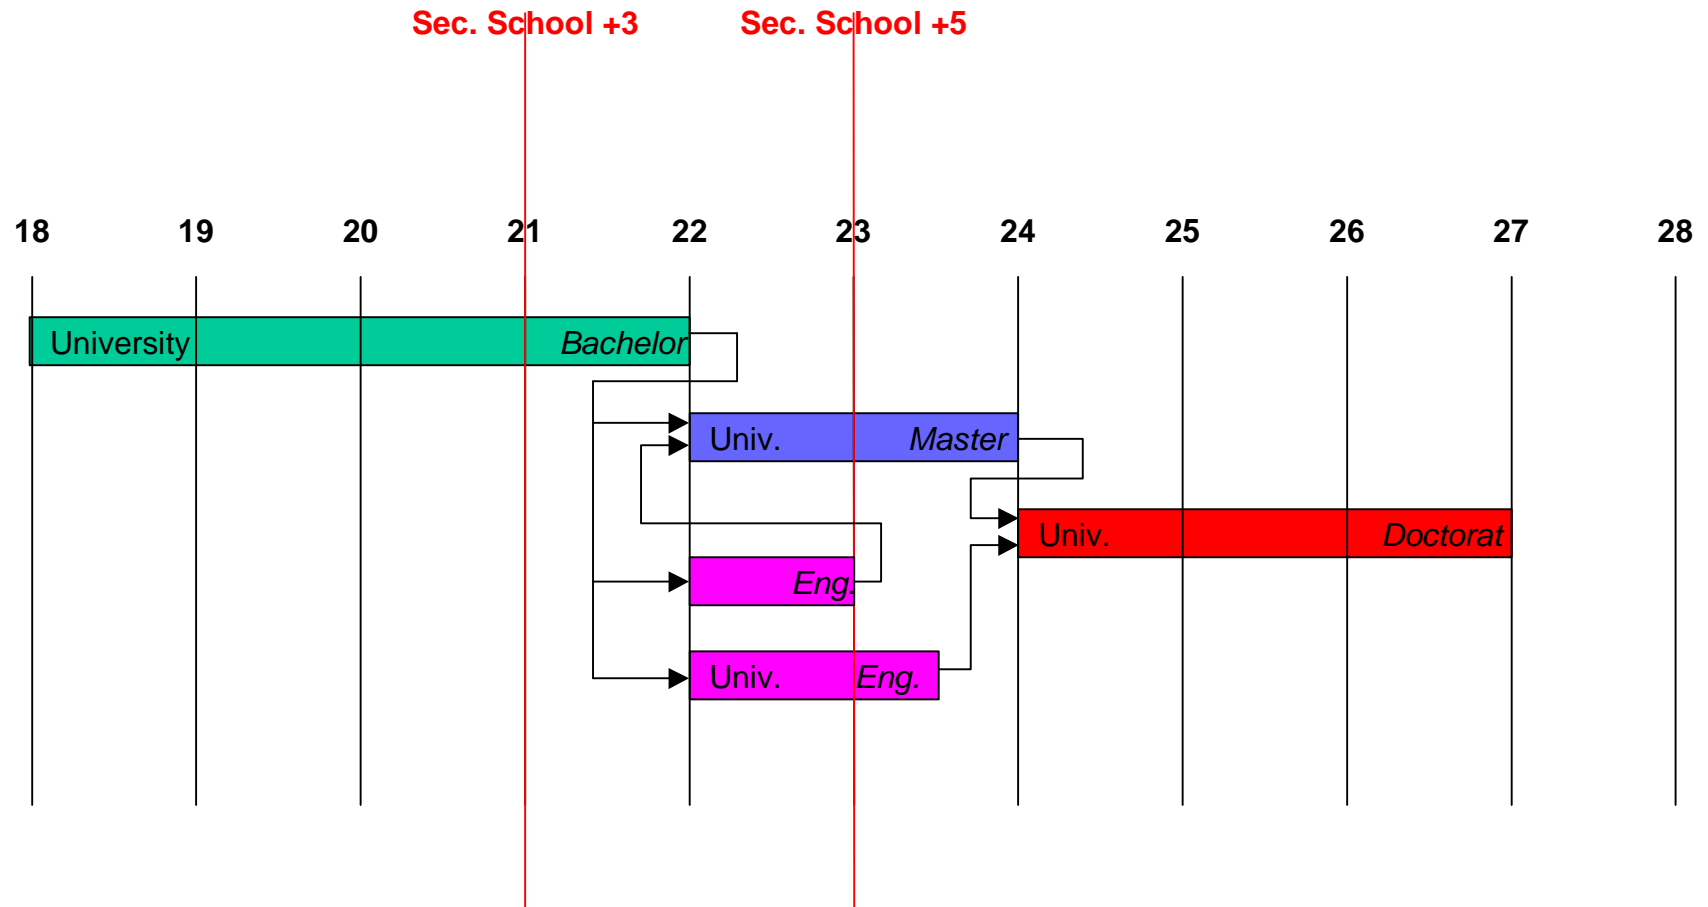 Sec. School +3 Sec. School +5
18 19 20 21 22 23 24 25 26 27 28
University Bachelor
Univ. Master
Univ. Doctorat
Eng.
Univ. Eng.